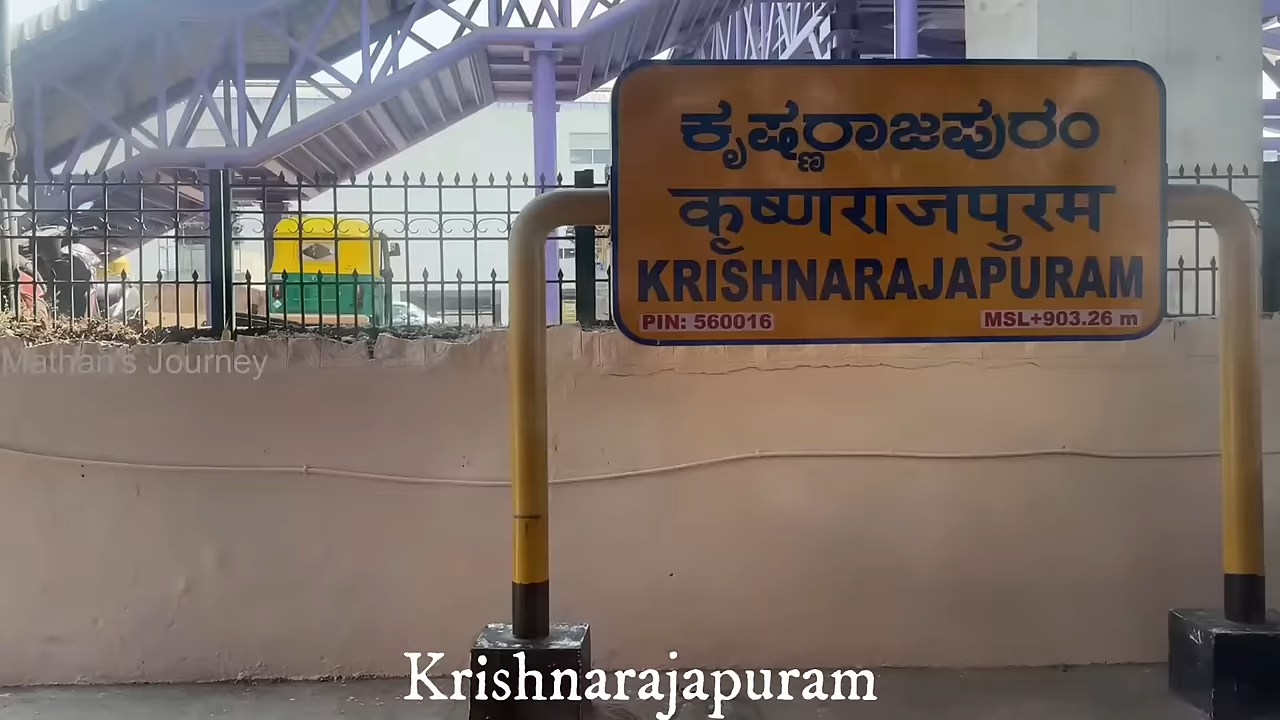 ಕೃಷ್ಣರಾಜಪುರಂ
कृष्णराजपुरम
KRISHNARAJAPURAM
PIN: 560016 MSL+903.26 m
Mathan's Journey
Krishnarajapuram